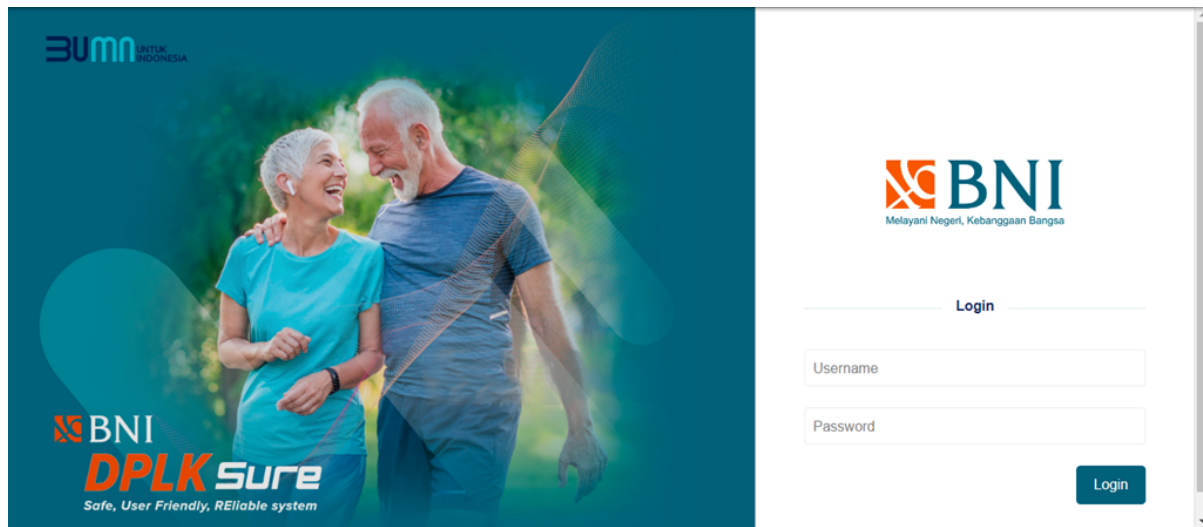 BUMN UNTUK
INDONESIA
BNI
DPLK Sure
Safe, User Friendly, REliable system
BNI
Melayani Negeri, Kebanggaan Bangsa
Login
Username
Password
Login